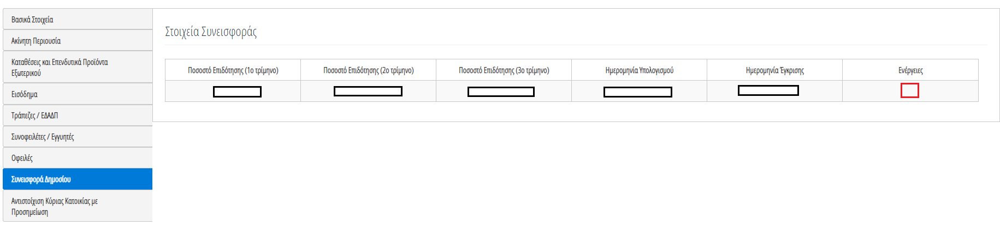 Βασικά Στοιχεία
Ακίνητη Περιουσία
Καταθέσεις και Επενδυτικά Προϊόντα
Εξωτερικού
Εισόδημα
Τράπεζες / ΕΔΑΔΠ
Συνοφειλέτες / Εγγυητές
Οφειλές
Συνεισφορά Δημοσίου
Αντιστοίχιση Κύριας Κατοικίας με
Προσημείωση
Στοιχεία Συνεισφοράς
Ποσοστό Επιδότησης (1ο τρίμηνο)
Ποσοστό Επιδότησης (2ο τρίμηνο)
Ποσοστό Επιδότησης (3ο τρίμηνο)
Ημερομηνία Υπολογισμού
Ημερομηνία Έγκρισης
Ενέργειες